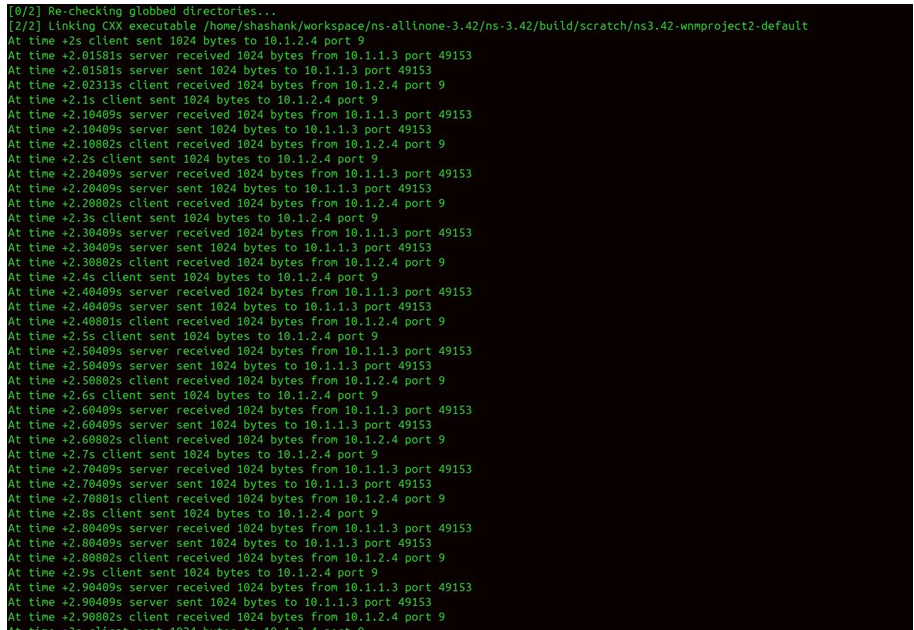 [0/2] Re-checking globbed directories...
[2/2] Linking CXX executable /home/shashank/workspace/ns-allinone-3.42/ns-3.42/build/scratch/ns3.42-wnmproject2-default
At time +2s client sent 1024 bytes to 10.1.2.4 port 9
At time +2.01581s server received 1024 bytes from 10.1.1.3 port 49153
At time +2.01581s server sent 1024 bytes to 10.1.1.3 port 49153
At time +2.02313s client received 1024 bytes from 10.1.2.4 port 9
At time +2.1s client sent 1024 bytes to 10.1.2.4 port 9
At time +2.10409s server received 1024 bytes from 10.1.1.3 port 49153
At time +2.10409s server sent 1024 bytes to 10.1.1.3 port 49153
At time +2.10802s client received 1024 bytes from 10.1.2.4 port 9
At time +2.2s client sent 1024 bytes to 10.1.2.4 port 9
At time +2.20409s server received 1024 bytes from 10.1.1.3 port 49153
At time +2.20409s server sent 1024 bytes to 10.1.1.3 port 49153
At time +2.20802s client received 1024 bytes from 10.1.2.4 port 9
At time +2.3s client sent 1024 bytes to 10.1.2.4 port 9
At time +2.30409s server received 1024 bytes from 10.1.1.3 port 49153
At time +2.30409s server sent 1024 bytes to 10.1.1.3 port 49153
At time +2.30802s client received 1024 bytes from 10.1.2.4 port 9
At time +2.4s client sent 1024 bytes to 10.1.2.4 port 9
At time +2.40409s server received 1024 bytes from 10.1.1.3 port 49153
At time +2.40409s server sent 1024 bytes to 10.1.1.3 port 49153
At time +2.40801s client received 1024 bytes from 10.1.2.4 port 9
At time +2.5s client sent 1024 bytes to 10.1.2.4 port 9
At time +2.50409s server received 1024 bytes from 10.1.1.3 port 49153
At time +2.50409s server sent 1024 bytes to 10.1.1.3 port 49153
At time +2.50802s client received 1024 bytes from 10.1.2.4 port 9
At time +2.6s client sent 1024 bytes to 10.1.2.4 port 9
At time +2.60409s server received 1024 bytes from 10.1.1.3 port 49153
At time +2.60409s server sent 1024 bytes to 10.1.1.3 port 49153
At time +2.60802s client received 1024 bytes from 10.1.2.4 port 9
At time +2.7s client sent 1024 bytes to 10.1.2.4 port 9
At time +2.70409s server received 1024 bytes from 10.1.1.3 port 49153
At time +2.70409s server sent 1024 bytes to 10.1.1.3 port 49153
At time +2.70801s client received 1024 bytes from 10.1.2.4 port 9
At time +2.8s client sent 1024 bytes to 10.1.2.4 port 9
At time +2.80409s server received 1024 bytes from 10.1.1.3 port 49153
At time +2.80409s server sent 1024 bytes to 10.1.1.3 port 49153
At time +2.80802s client received 1024 bytes from 10.1.2.4 port 9
At time +2.9s client sent 1024 bytes to 10.1.2.4 port 9
At time +2.90409s server received 1024 bytes from 10.1.1.3 port 49153
At time +2.90409s server sent 1024 bytes to 10.1.1.3 port 49153
At time +2.90802s client received 1024 bytes from 10.1.2.4 port 9